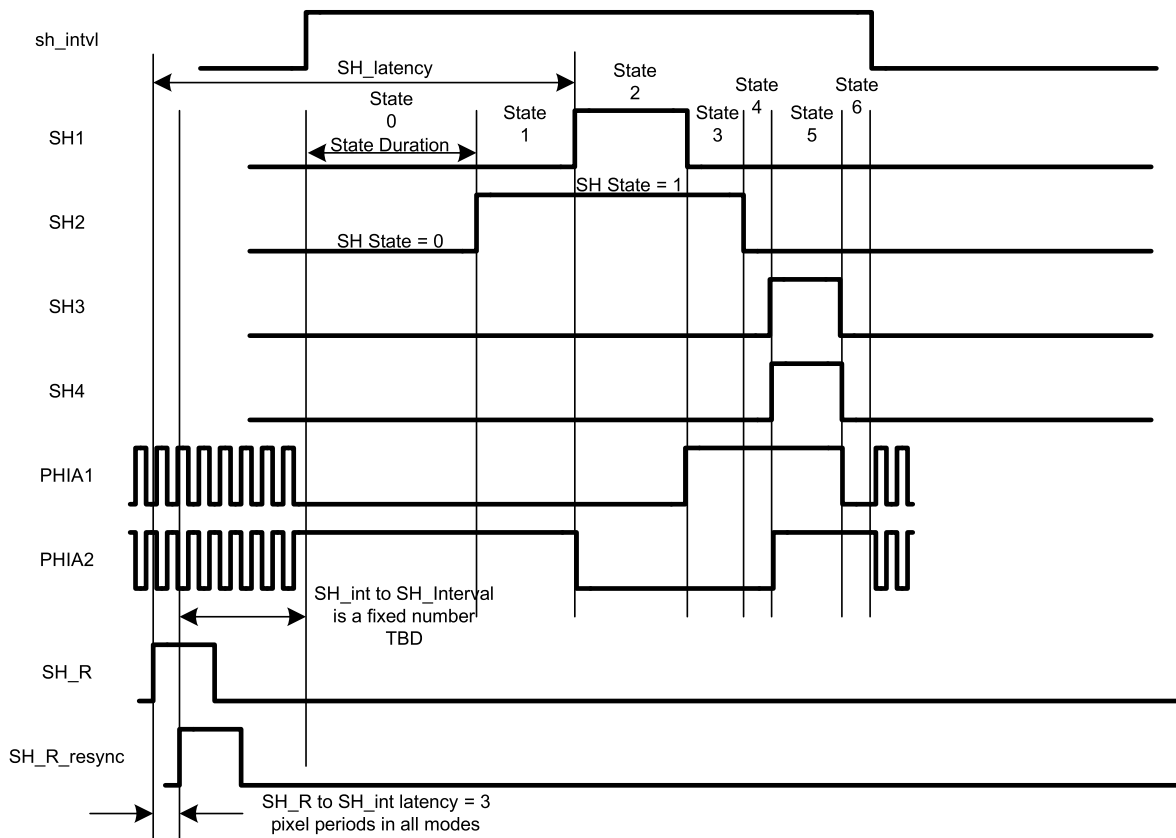 sh_intvl
SH_latency
State
0
State
1
State
2
State
3
State
4
State
5
State
6
SH1
State Duration
SH State = 1
SH2
SH State = 0
SH3
SH4
PHIA1
PHIA2
SH_int to SH_Interval
is a fixed number
TBD
SH_R
SH_R_resync
SH_R to SH_int latency = 3
pixel periods in all modes